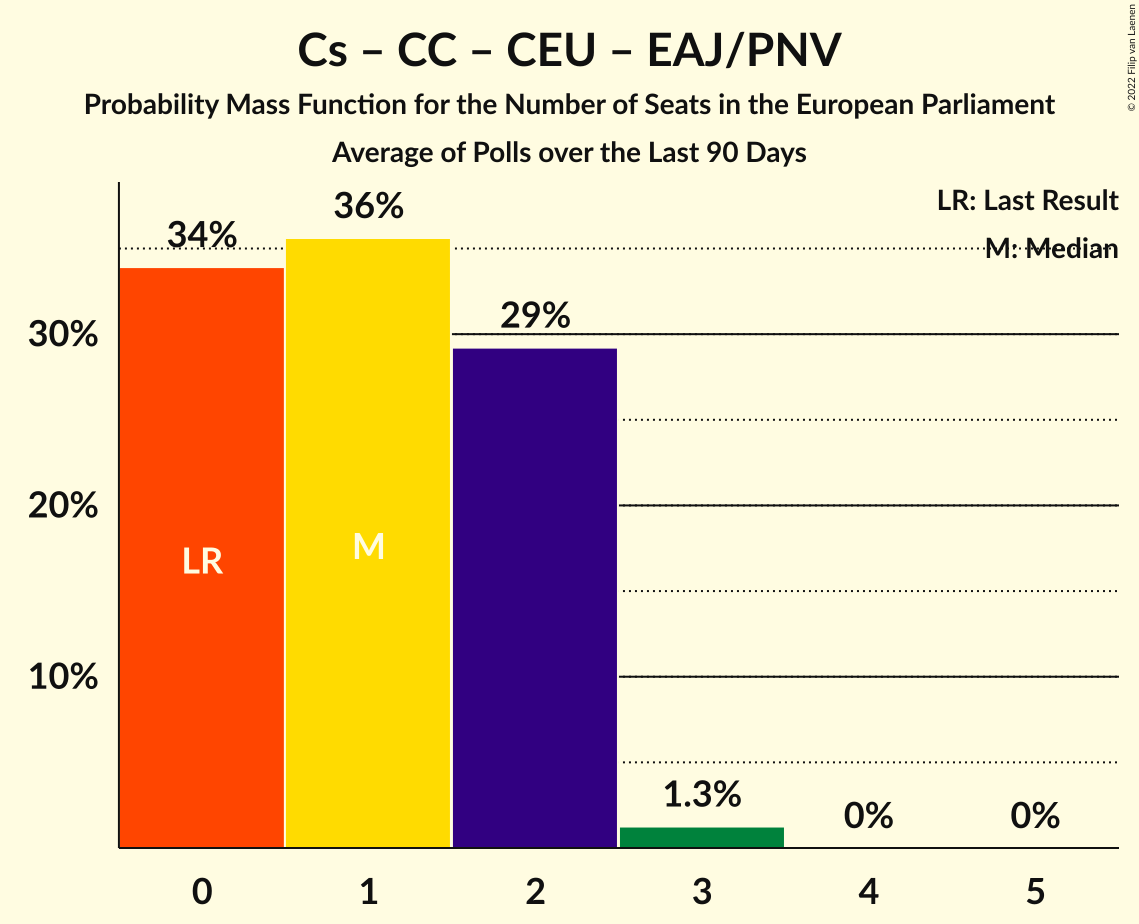 Cs – CC – CEU – EAJ/PNV
Probability Mass Function for the Number of Seats in the European Parliament
Average of Polls over the Last 90 Days
© 2022 Filip van Laenen
LR: Last Result
M: Median
34%
36%
29%
1.3%
0%
0%
30%
20%
10%
LR
M
0
1
2
3
4
5